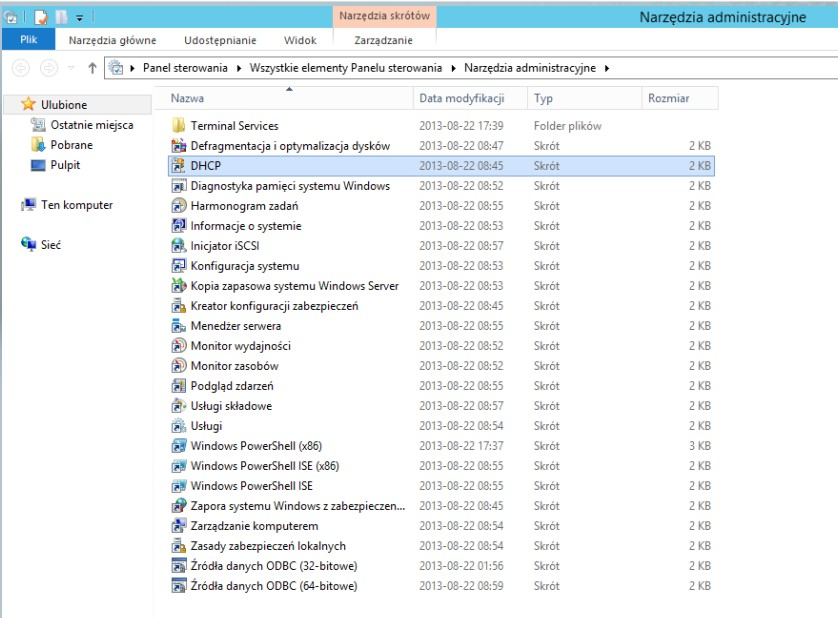 Narzędzia skrótów
Narzędzia administracyjne
Plik Narzędzia główne Udostępnianie Widok Zarządzanie
Panel sterowania Wszystkie elementy Panelu sterowania Narzędzia administracyjne
Ulubione
Ostatnie miejsca
Pobrane
Pulpit
Ten komputer
Sieć
Nazwa Data modyfikacji Typ Rozmiar
Terminal Services 2013-08-22 17:39 Folder plików
Defragmentacja i optymalizacja dysków 2013-08-22 08:47 Skrót 2 KB
DHCP 2013-08-22 08:45 Skrót 2 KB
Diagnostyka pamięci systemu Windows 2013-08-22 08:52 Skrót 2 KB
Harmonogram zadań 2013-08-22 08:55 Skrót 2 KB
Informacje o systemie 2013-08-22 08:53 Skrót 2 KB
Inicjator iSCSI 2013-08-22 08:57 Skrót 2 KB
Konfiguracja systemu 2013-08-22 08:53 Skrót 2 KB
Kopia zapasowa systemu Windows Server 2013-08-22 08:53 Skrót 2 KB
Kreator konfiguracji zabezpieczeń 2013-08-22 08:45 Skrót 2 KB
Menedżer serwera 2013-08-22 08:55 Skrót 2 KB
Monitor wydajności 2013-08-22 08:52 Skrót 2 KB
Monitor zasobów 2013-08-22 08:52 Skrót 2 KB
Podgląd zdarzeń 2013-08-22 08:55 Skrót 2 KB
Usługi składowe 2013-08-22 08:57 Skrót 2 KB
Usługi 2013-08-22 08:54 Skrót 2 KB
Windows PowerShell (x86) 2013-08-22 17:37 Skrót 3 KB
Windows PowerShell ISE (x86) 2013-08-22 08:55 Skrót 2 KB
Windows PowerShell ISE 2013-08-22 08:55 Skrót 2 KB
Zapora systemu Windows z zabezpieczen... 2013-08-22 08:45 Skrót 2 KB
Zarządzanie komputerem 2013-08-22 08:54 Skrót 2 KB
Zasady zabezpieczeń lokalnych 2013-08-22 08:54 Skrót 2 KB
Źródła danych ODBC (32-bitowe) 2013-08-22 01:56 Skrót 2 KB
Źródła danych ODBC (64-bitowe) 2013-08-22 08:59 Skrót 2 KB